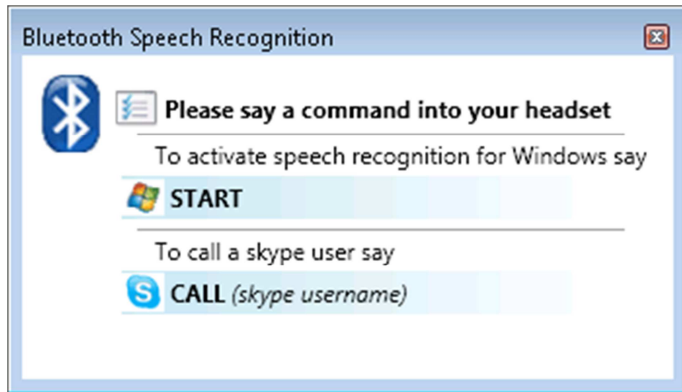 Bluetooth Speech Recognition
Please say a command into your headset
To activate speech recognition for Windows say
START
To call a skype user say
CALL (skype username)